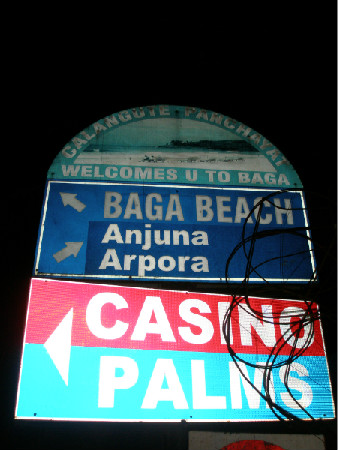 CALANGUTE PANCHAYAT
WELCOMES U TO BAGA
BAGA BEACH
Anjuna
Arpora
CASINO
PALMS